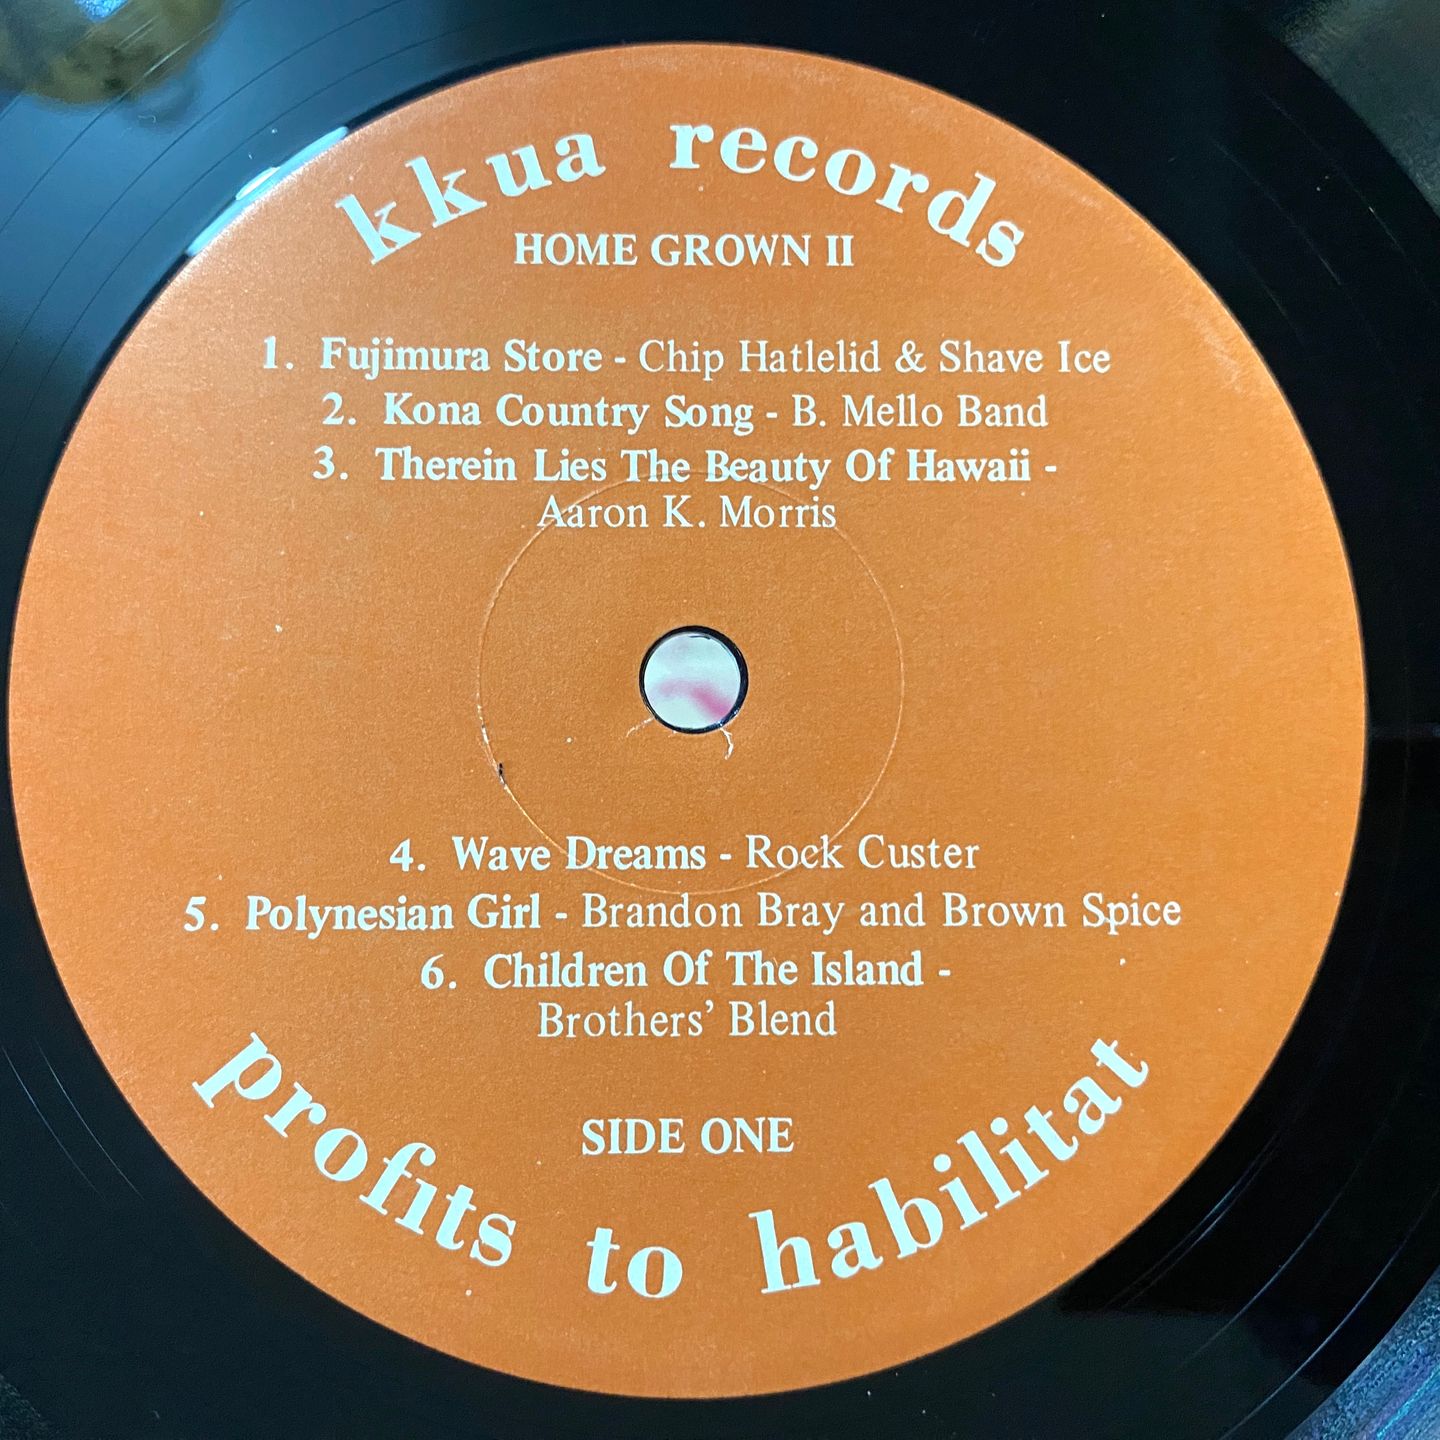 kkua records
HOME GROWN II
1. Fujimura Store - Chip Hatlelid & Shave Ice
2. Kona Country Song - B. Mello Band
3. Therein Lies The Beauty Of Hawaii -
Aaron K. Morris
4. Wave Dreams - Rock Custer
5. Polynesian Girl - Brandon Bray and Brown Spice
6. Children Of The Island -
Brothers' Blend
SIDE ONE
profits to habilitat